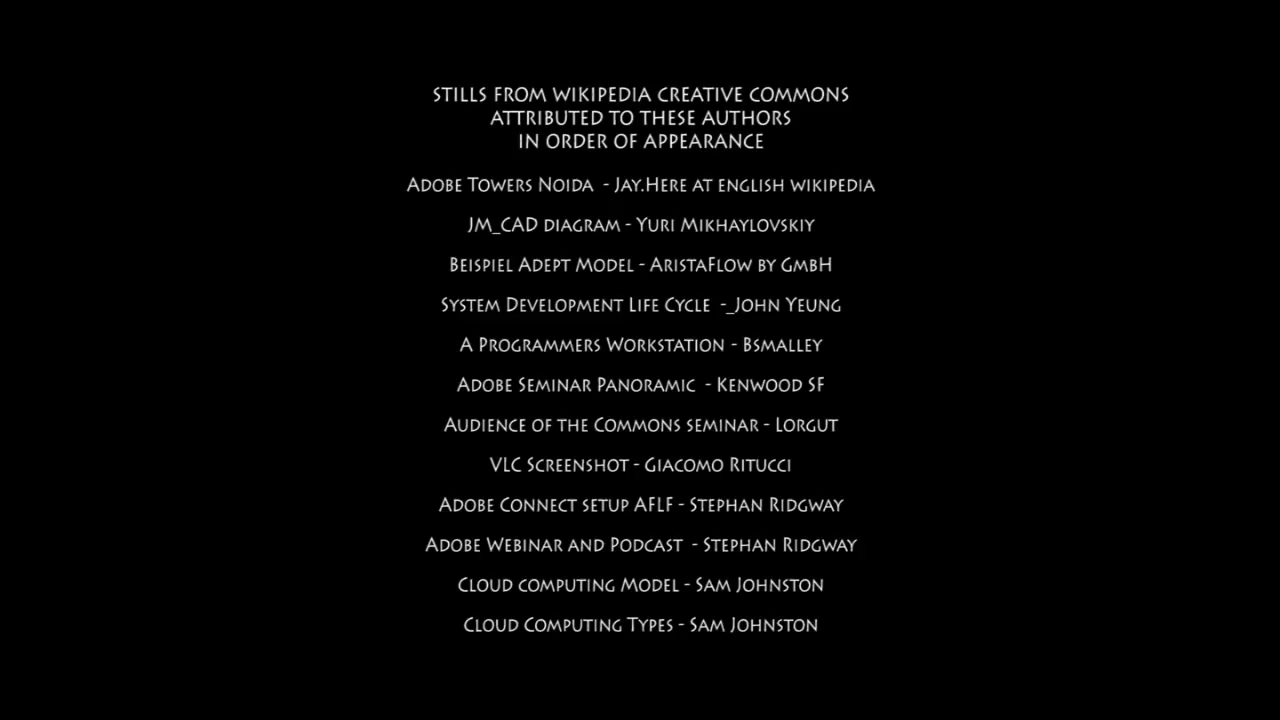 STILLS FROM WIKIPEDIA CREATIVE COMMONS
ATTRIBUTED TO THESE AUTHORS
IN ORDER OF APPEARANCE
ADOBE TOWERS NOIDA - JAY.HERE AT ENGLISH WIKIPEDIA
JM_CAD DIAGRAM - YURI MIKHAYLOVSKIY
BEISPIEL ADEPT MODEL - ARISTAFLOW BY GMBH
SYSTEM DEVELOPMENT LIFE CYCLE -_JOHN YEUNG
A PROGRAMMERS WORKSTATION - BSMALLEY
ADOBE SEMINAR PANORAMIC - KENWOOD SF
AUDIENCE OF THE COMMONS SEMINAR - LORGUT
VLC SCREENSHOT - GIACOMO RITUCCI
ADOBE CONNECT SETUP AFLF - STEPHAN RIDGWAY
ADOBE WEBINAR AND PODCAST - STEPHAN RIDGWAY
CLOUD COMPUTING MODEL - SAM JOHNSTON
CLOUD COMPUTING TYPES - SAM JOHNSTON